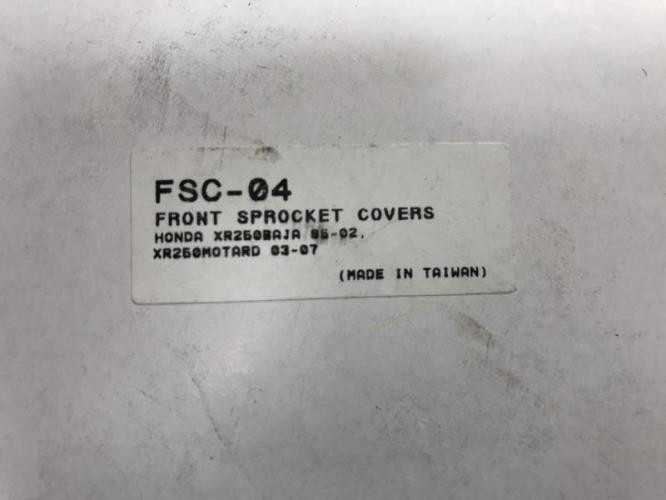 FSC-04
FRONT SPROCKET COVERS
HONDA XR250BAJA 95-02,
XR250MOTARD 03-07
(MADE IN TAIWAN)